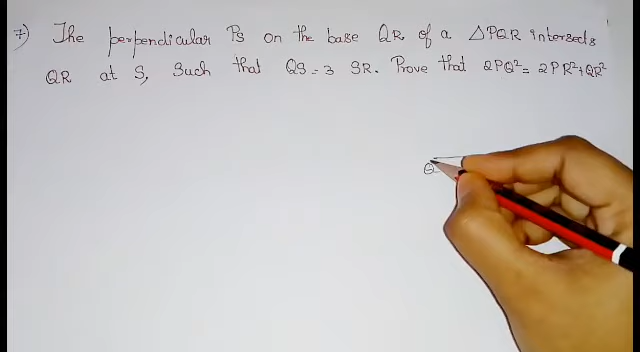 7) The perpendicular PS on the base QR of a △PQR intersects
QR at S, Such that QS = 3 SR. Prove that 2PQ² = 2PR²+QR²
Q